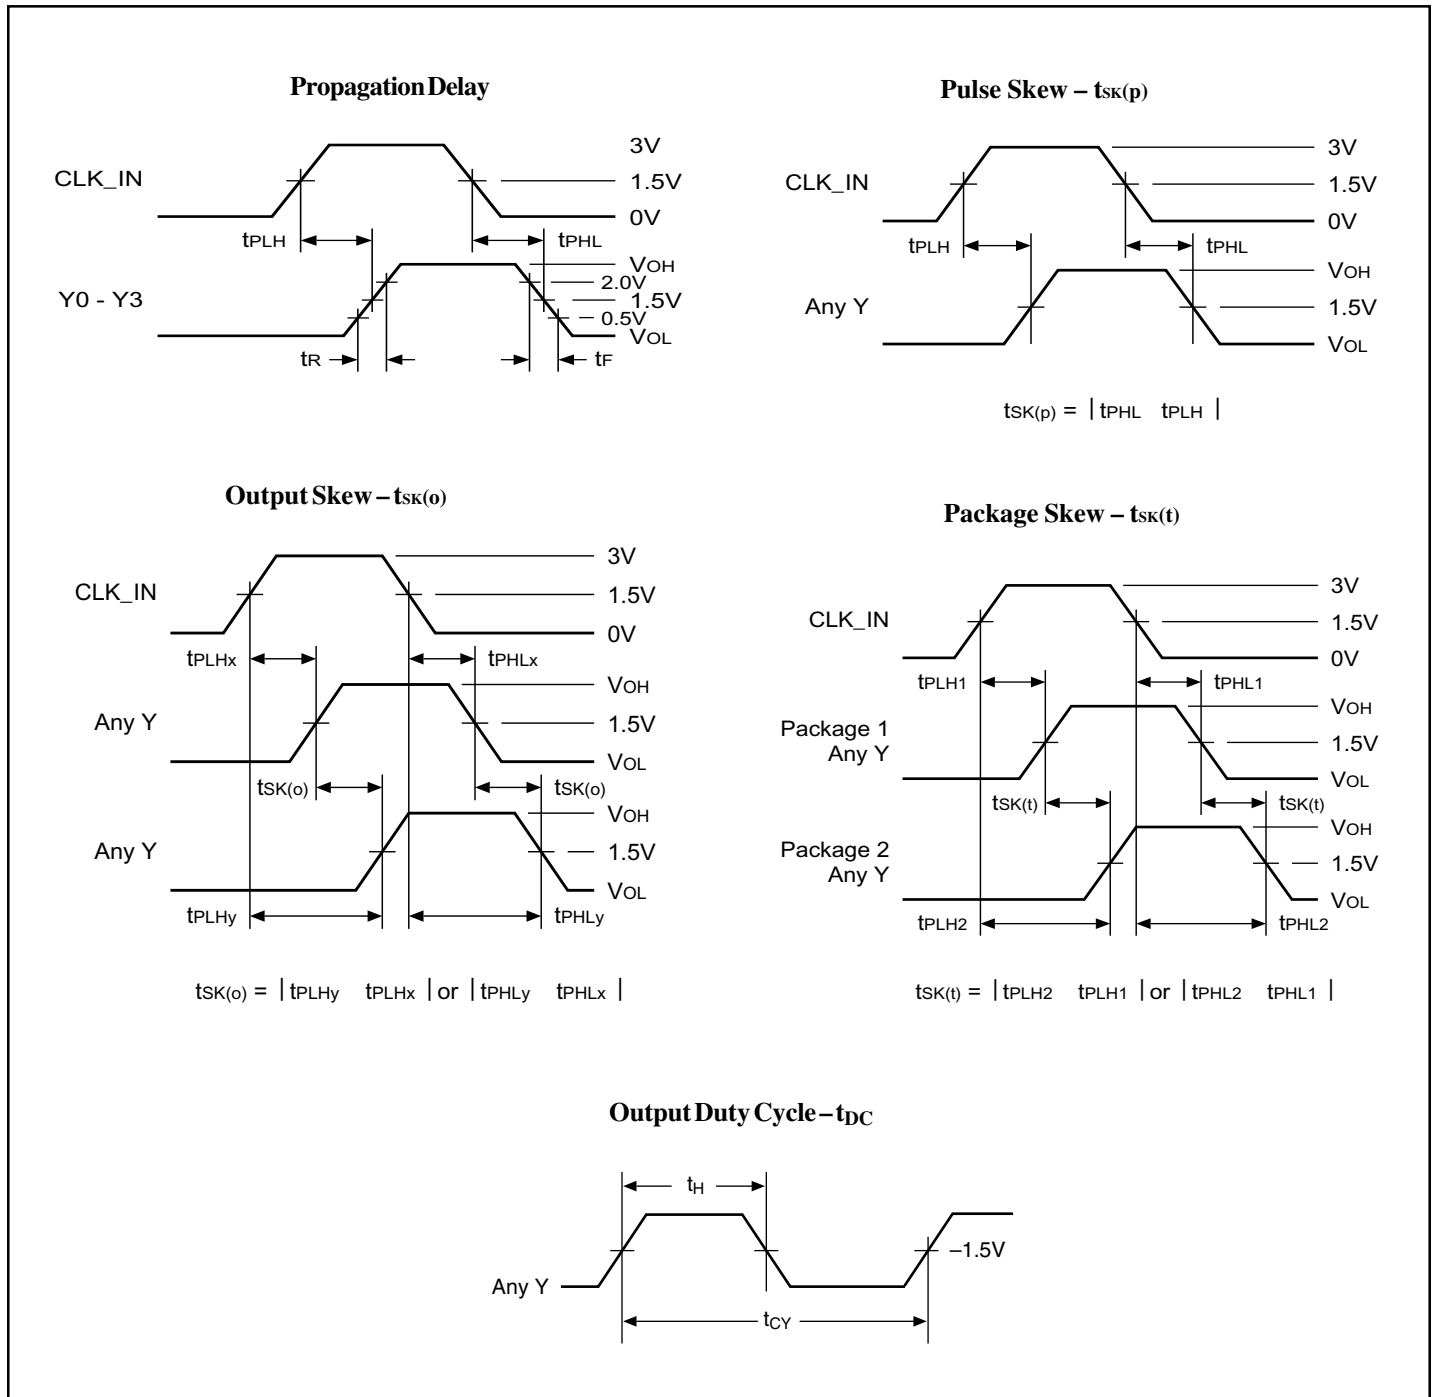 Propagation Delay
CLK_IN
3V
1.5V
0V
tPLH
tPHL
Y0 - Y3
VOH
2.0V
1.5V
0.5V
VOL
tR
tF
Pulse Skew – tSK(p)
CLK_IN
3V
1.5V
0V
tPLH
tPHL
Any Y
VOH
1.5V
VOL
tSK(p) = | tPHL tPLH |
Output Skew – tSK(o)
CLK_IN
3V
1.5V
0V
tPLHx
tPHLx
Any Y
VOH
1.5V
VOL
tSK(o)
tSK(o)
Any Y
VOH
1.5V
VOL
tPLHy
tPHLy
tSK(o) = | tPLHy tPLHx | or | tPHLy tPHLx |
Package Skew – tSK(t)
CLK_IN
3V
1.5V
0V
tPLH1
tPHL1
Package 1
Any Y
VOH
1.5V
VOL
tSK(t)
tSK(t)
Package 2
Any Y
VOH
1.5V
VOL
tPLH2
tPHL2
tSK(t) = | tPLH2 tPLH1 | or | tPHL2 tPHL1 |
Output Duty Cycle – tDC
tH
–1.5V
Any Y
tCY